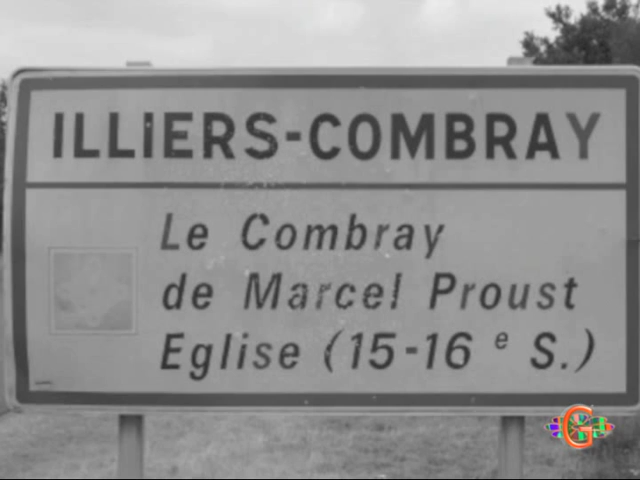 ILLIERS-COMBRAY
Le Combray
de Marcel Proust
Eglise (15-16 e S.)
G